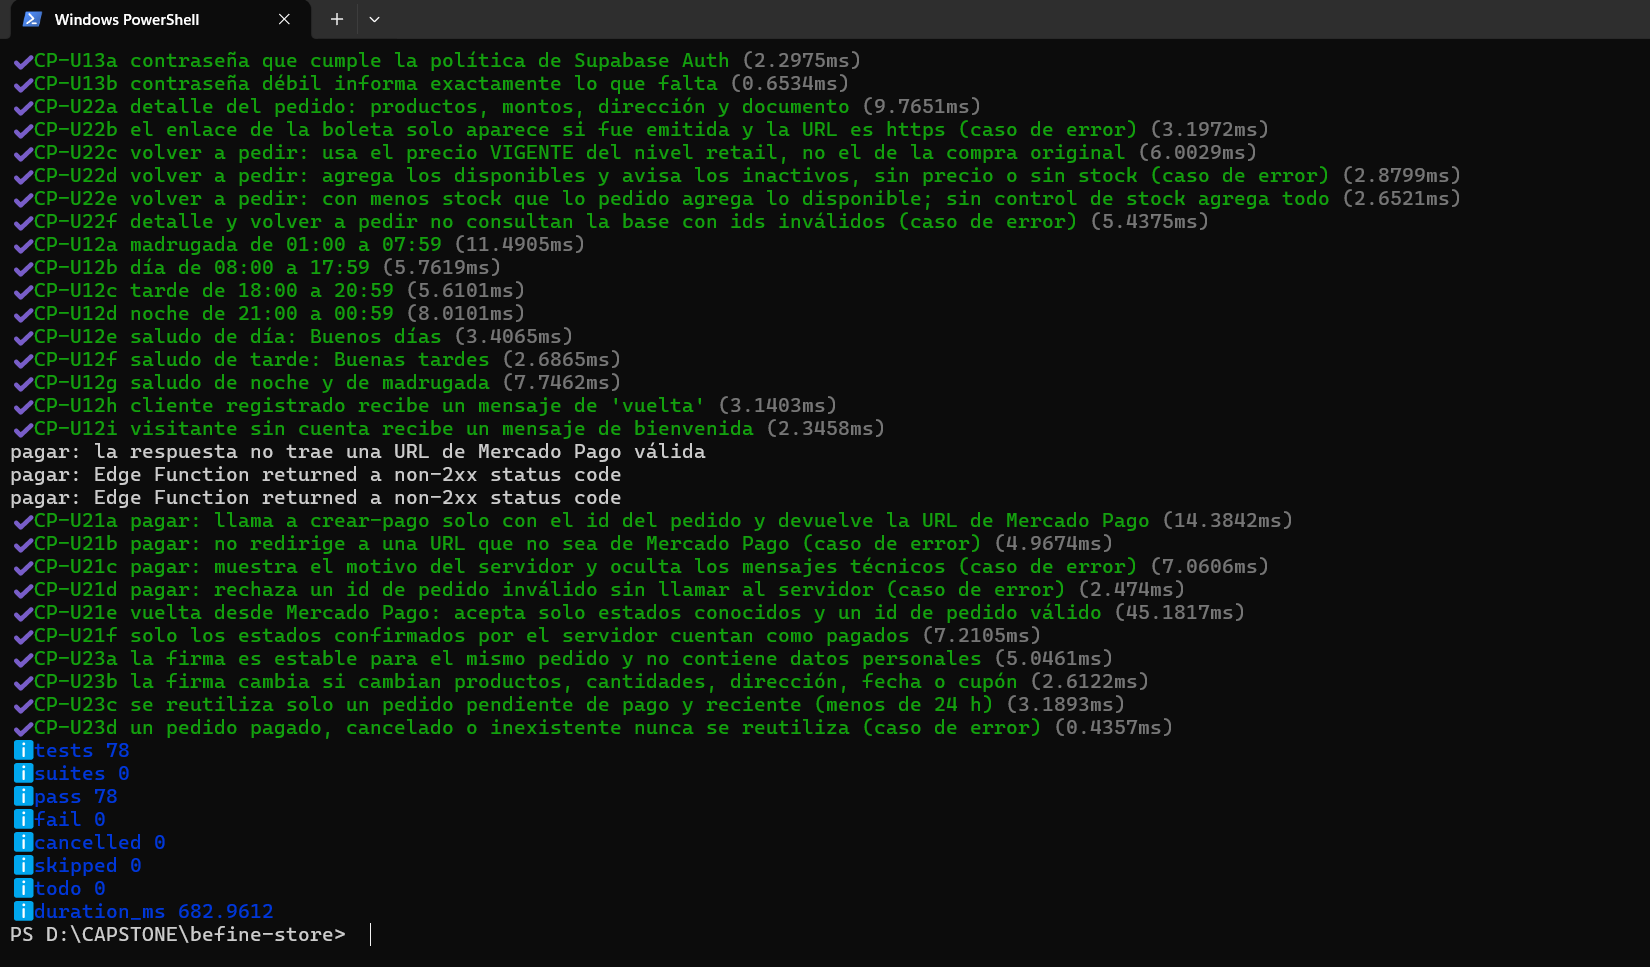 Windows PowerShell
✔CP-U13a contraseña que cumple la política de Supabase Auth (2.2975ms)
✔CP-U13b contraseña débil informa exactamente lo que falta (0.6534ms)
✔CP-U22a detalle del pedido: productos, montos, dirección y documento (9.7651ms)
✔CP-U22b el enlace de la boleta solo aparece si fue emitida y la URL es https (caso de error) (3.1972ms)
✔CP-U22c volver a pedir: usa el precio VIGENTE del nivel retail, no el de la compra original (6.0029ms)
✔CP-U22d volver a pedir: agrega los disponibles y avisa los inactivos, sin precio o sin stock (caso de error) (2.8799ms)
✔CP-U22e volver a pedir: con menos stock que lo pedido agrega lo disponible; sin control de stock agrega todo (2.6521ms)
✔CP-U22f detalle y volver a pedir no consultan la base con ids inválidos (caso de error) (5.4375ms)
✔CP-U12a madrugada de 01:00 a 07:59 (11.4905ms)
✔CP-U12b día de 08:00 a 17:59 (5.7619ms)
✔CP-U12c tarde de 18:00 a 20:59 (5.6101ms)
✔CP-U12d noche de 21:00 a 00:59 (8.0101ms)
✔CP-U12e saludo de día: Buenos días (3.4065ms)
✔CP-U12f saludo de tarde: Buenas tardes (2.6865ms)
✔CP-U12g saludo de noche y de madrugada (7.7462ms)
✔CP-U12h cliente registrado recibe un mensaje de 'vuelta' (3.1403ms)
✔CP-U12i visitante sin cuenta recibe un mensaje de bienvenida (2.3458ms)
pagar: la respuesta no trae una URL de Mercado Pago válida
pagar: Edge Function returned a non-2xx status code
pagar: Edge Function returned a non-2xx status code
✔CP-U21a pagar: llama a crear-pago solo con el id del pedido y devuelve la URL de Mercado Pago (14.3842ms)
✔CP-U21b pagar: no redirige a una URL que no sea de Mercado Pago (caso de error) (4.9674ms)
✔CP-U21c pagar: muestra el motivo del servidor y oculta los mensajes técnicos (caso de error) (7.0606ms)
✔CP-U21d pagar: rechaza un id de pedido inválido sin llamar al servidor (caso de error) (2.474ms)
✔CP-U21e vuelta desde Mercado Pago: acepta solo estados conocidos y un id de pedido válido (45.1817ms)
✔CP-U21f solo los estados confirmados por el servidor cuentan como pagados (7.2105ms)
✔CP-U23a la firma es estable para el mismo pedido y no contiene datos personales (5.0461ms)
✔CP-U23b la firma cambia si cambian productos, cantidades, dirección, fecha o cupón (2.6122ms)
✔CP-U23c se reutiliza solo un pedido pendiente de pago y reciente (menos de 24 h) (3.1893ms)
✔CP-U23d un pedido pagado, cancelado o inexistente nunca se reutiliza (caso de error) (0.4357ms)
ℹtests 78
ℹsuites 0
ℹpass 78
ℹfail 0
ℹcancelled 0
ℹskipped 0
ℹtodo 0
ℹduration_ms 682.9612
PS D:\CAPSTONE\befine-store>